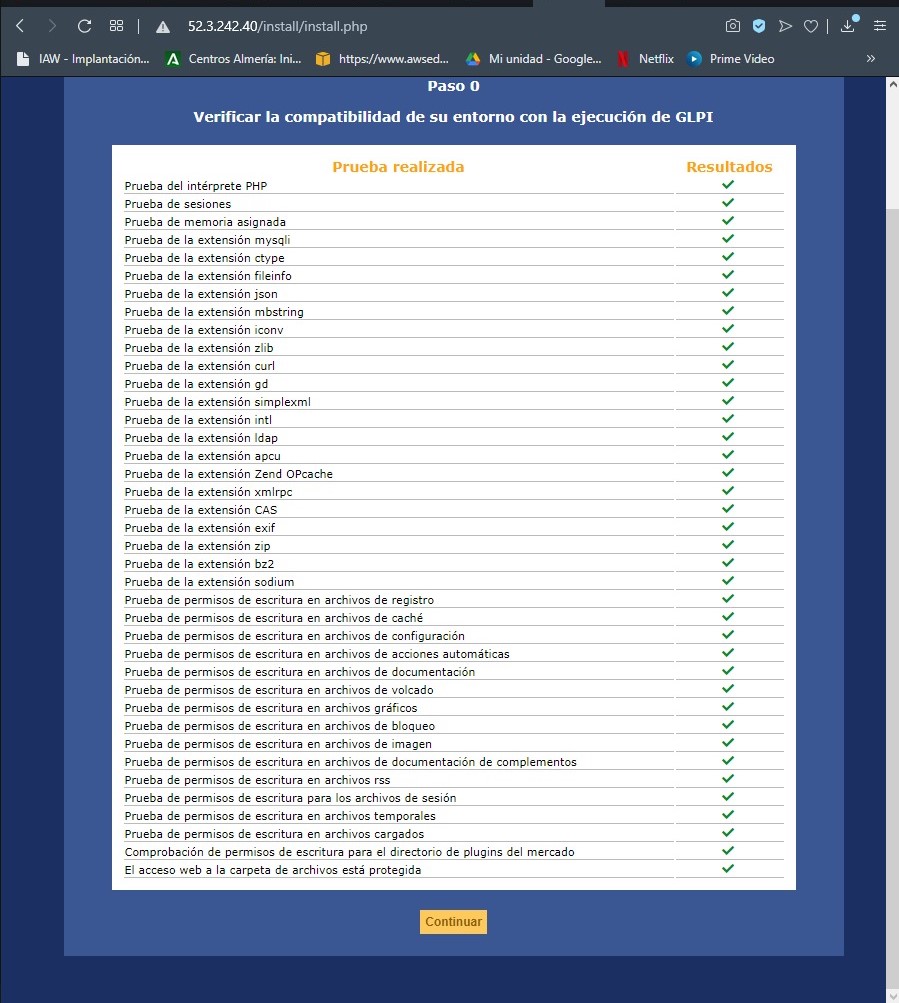 52.3.242.40/install/install.php
IAW - Implantación... Centros Almería: Ini... https://www.awsed... Mi unidad - Google... Netflix Prime Video »
Paso 0
Verificar la compatibilidad de su entorno con la ejecución de GLPI
Prueba realizada Resultados
Prueba del intérprete PHP
Prueba de sesiones
Prueba de memoria asignada
Prueba de la extensión mysqli
Prueba de la extensión ctype
Prueba de la extensión fileinfo
Prueba de la extensión json
Prueba de la extensión mbstring
Prueba de la extensión iconv
Prueba de la extensión zlib
Prueba de la extensión curl
Prueba de la extensión gd
Prueba de la extensión simplexml
Prueba de la extensión intl
Prueba de la extensión ldap
Prueba de la extensión apcu
Prueba de la extensión Zend OPcache
Prueba de la extensión xmlrpc
Prueba de la extensión CAS
Prueba de la extensión exif
Prueba de la extensión zip
Prueba de la extensión bz2
Prueba de la extensión sodium
Prueba de permisos de escritura en archivos de registro
Prueba de permisos de escritura en archivos de caché
Prueba de permisos de escritura en archivos de configuración
Prueba de permisos de escritura en archivos de acciones automáticas
Prueba de permisos de escritura en archivos de documentación
Prueba de permisos de escritura en archivos de volcado
Prueba de permisos de escritura en archivos gráficos
Prueba de permisos de escritura en archivos de bloqueo
Prueba de permisos de escritura en archivos de imagen
Prueba de permisos de escritura en archivos de documentación de complementos
Prueba de permisos de escritura en archivos rss
Prueba de permisos de escritura para los archivos de sesión
Prueba de permisos de escritura en archivos temporales
Prueba de permisos de escritura en archivos cargados
Comprobación de permisos de escritura para el directorio de plugins del mercado
El acceso web a la carpeta de archivos está protegida
Continuar